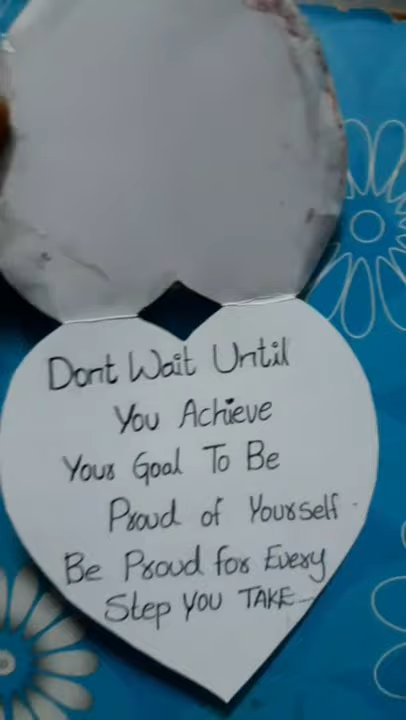 Dont Wait Until
You Achieve
Your Goal To Be
Proud of Yourself.
Be Proud for Every
Step YOU TAKE